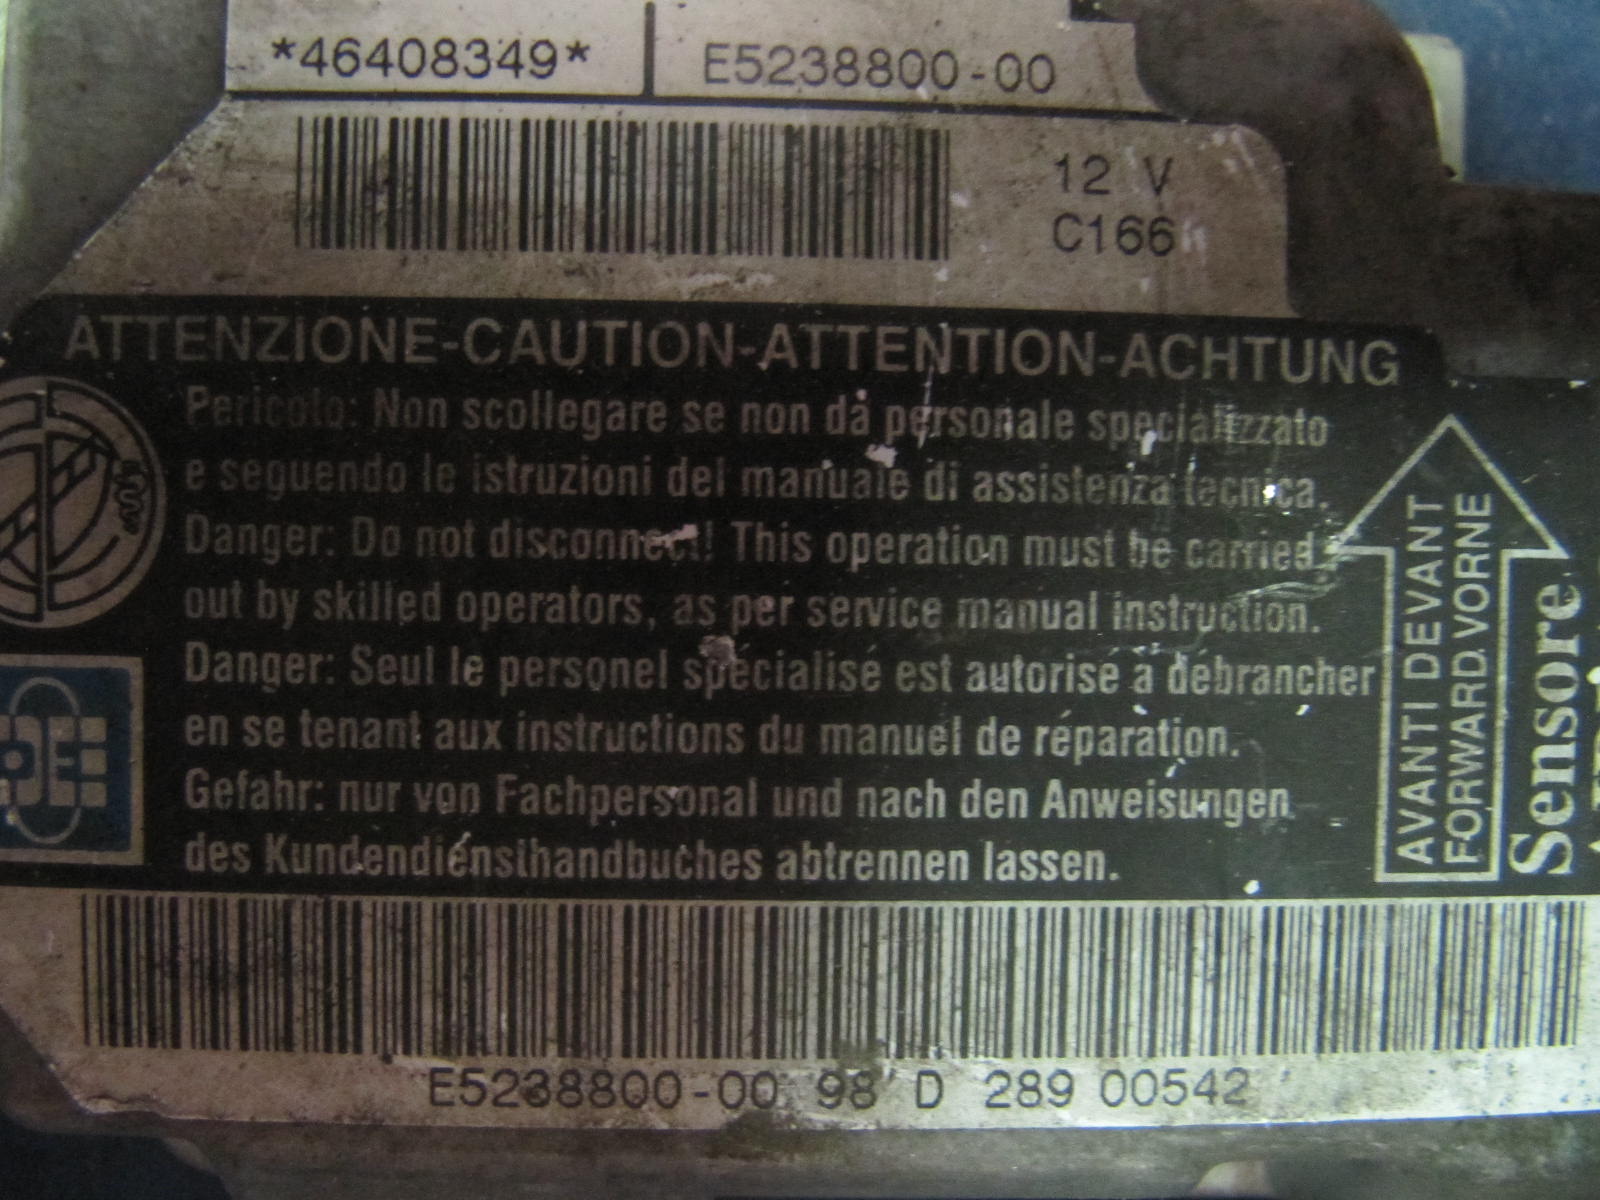 *46408349* E5238800-00
12 V
C166
ATTENZIONE-CAUTION-ATTENTION-ACHTUNG
Pericolo: Non scollegare se non da personale specializzato
e seguendo le istruzioni del manuale di assistenza tecnica.
Danger: Do not disconnect! This operation must be carried
out by skilled operators, as per service manual instruction.
Danger: Seul le personel spécialisé est autorisé a débrancher
en se tenant aux instructions du manuel de réparation.
Gefahr: nur von Fachpersonal und nach den Anweisungen
des Kundendiensthandbuches abtrennen lassen.
AVANTI DEVANT
FORWARD. VORNE
Sensore
E5238800-00 98 D 289 00542